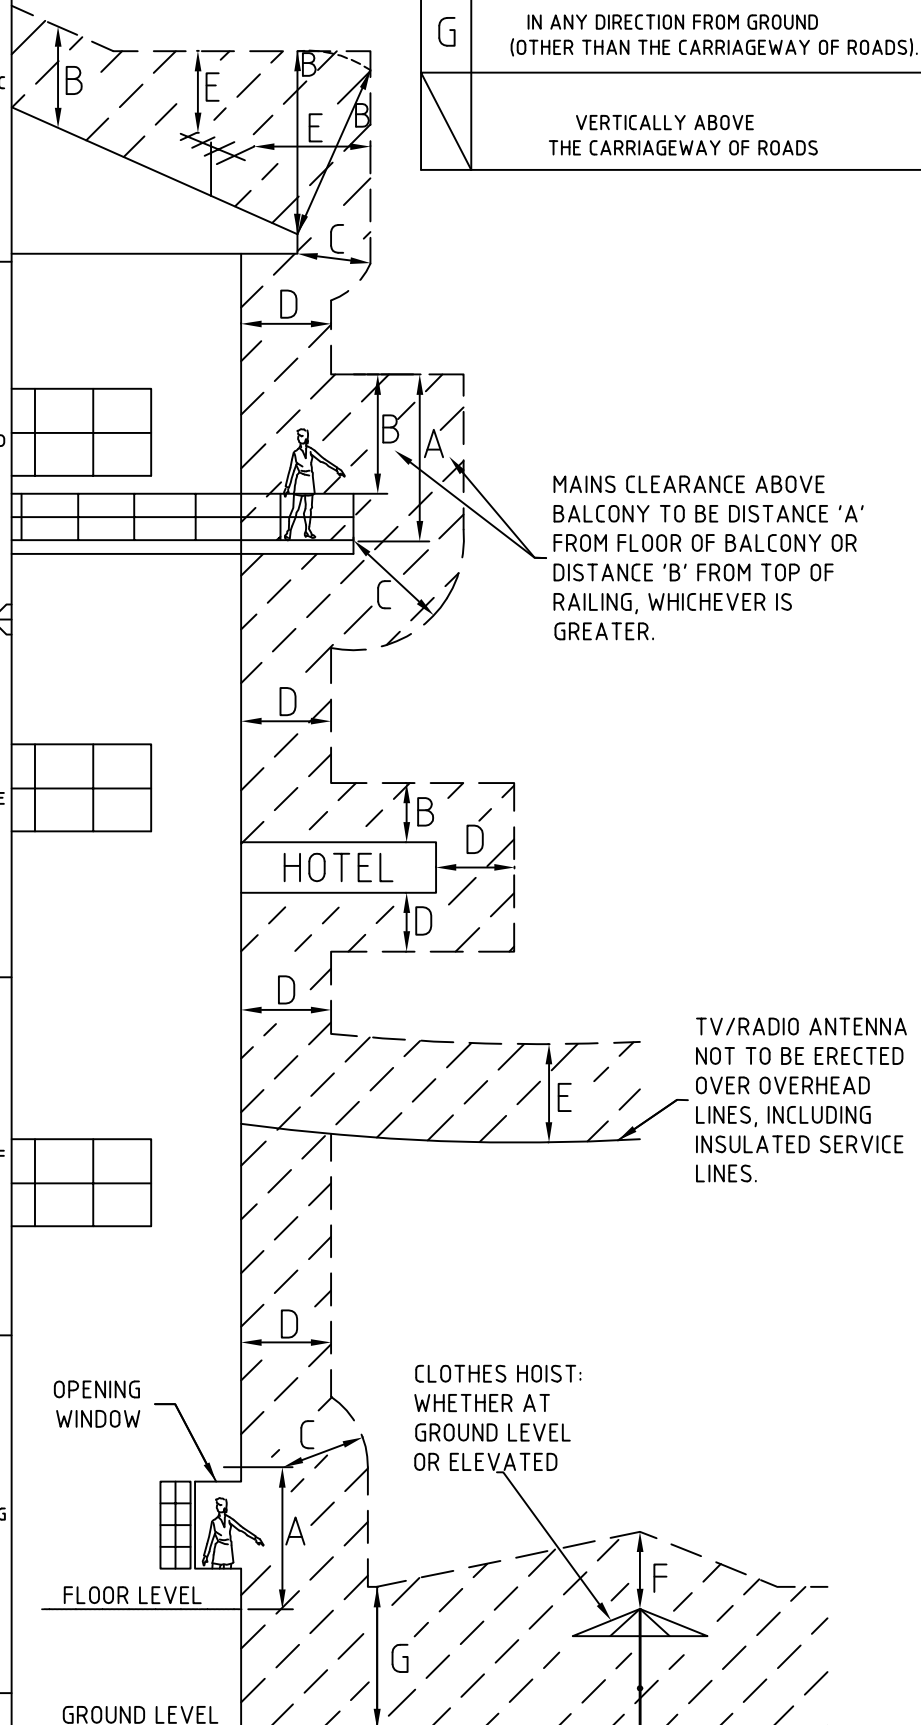 G
IN ANY DIRECTION FROM GROUND
(OTHER THAN THE CARRIAGEWAY OF ROADS).
VERTICALLY ABOVE
THE CARRIAGEWAY OF ROADS
B
E
B
B
E
C
D
B
A
MAINS CLEARANCE ABOVE
BALCONY TO BE DISTANCE 'A'
FROM FLOOR OF BALCONY OR
DISTANCE 'B' FROM TOP OF
RAILING, WHICHEVER IS
GREATER.
C
D
B
D
HOTEL
D
D
TV/RADIO ANTENNA
NOT TO BE ERECTED
OVER OVERHEAD
LINES, INCLUDING
INSULATED SERVICE
LINES.
E
D
OPENING
WINDOW
CLOTHES HOIST:
WHETHER AT
GROUND LEVEL
OR ELEVATED
C
A
F
FLOOR LEVEL
G
GROUND LEVEL